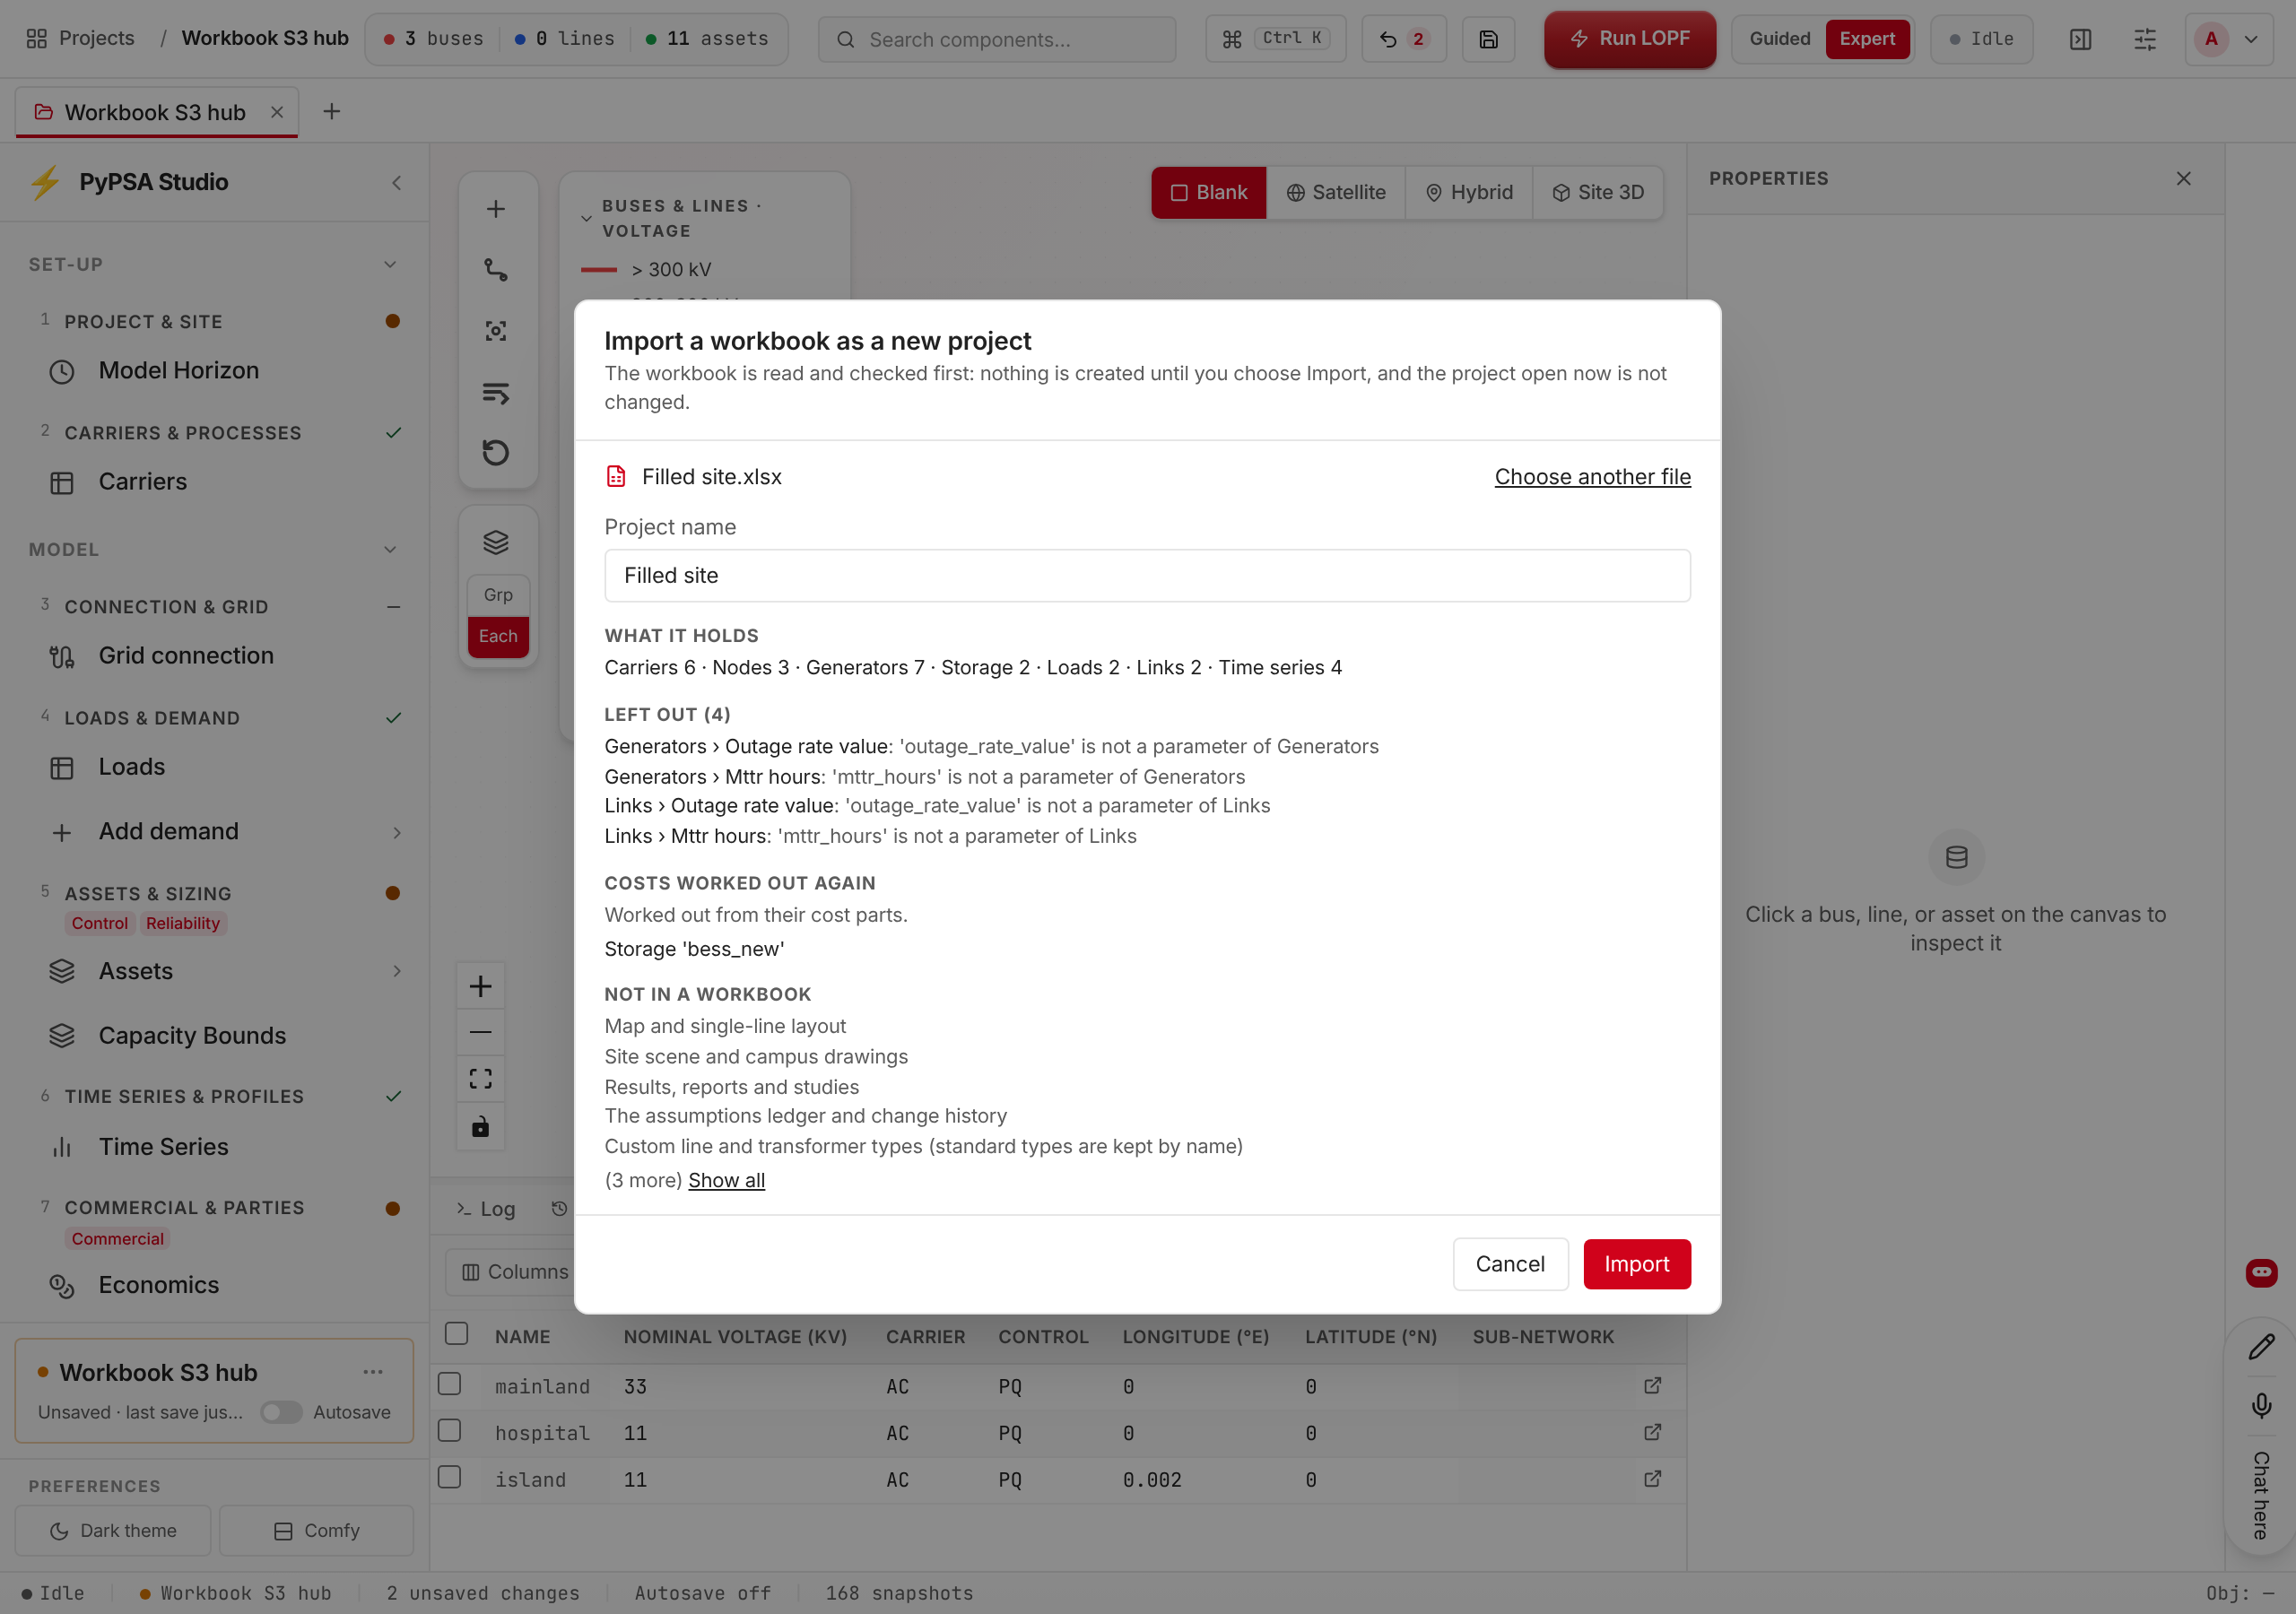 Projects / Workbook S3 hub
3 buses
0 lines
11 assets
Search components...
Ctrl K
2
Run LOPF
Guided
Expert
Idle
A
Workbook S3 hub
PyPSA Studio
SET-UP
1 PROJECT & SITE
Model Horizon
2 CARRIERS & PROCESSES
Carriers
MODEL
3 CONNECTION & GRID
Grid connection
4 LOADS & DEMAND
Loads
Add demand
5 ASSETS & SIZING
Control Reliability
Assets
Capacity Bounds
6 TIME SERIES & PROFILES
Time Series
7 COMMERCIAL & PARTIES
Commercial
Economics
Workbook S3 hub
Unsaved · last save jus...
Autosave
PREFERENCES
Dark theme
Comfy
Grp
Each
BUSES & LINES ·
VOLTAGE
> 300 kV
Blank
Satellite
Hybrid
Site 3D
PROPERTIES
Click a bus, line, or asset on the canvas to
inspect it
Import a workbook as a new project
The workbook is read and checked first: nothing is created until you choose Import, and the project open now is not
changed.
Filled site.xlsx
Choose another file
Project name
Filled site
WHAT IT HOLDS
Carriers 6 · Nodes 3 · Generators 7 · Storage 2 · Loads 2 · Links 2 · Time series 4
LEFT OUT (4)
Generators › Outage rate value: 'outage_rate_value' is not a parameter of Generators
Generators › Mttr hours: 'mttr_hours' is not a parameter of Generators
Links › Outage rate value: 'outage_rate_value' is not a parameter of Links
Links › Mttr hours: 'mttr_hours' is not a parameter of Links
COSTS WORKED OUT AGAIN
Worked out from their cost parts.
Storage 'bess_new'
NOT IN A WORKBOOK
Map and single-line layout
Site scene and campus drawings
Results, reports and studies
The assumptions ledger and change history
Custom line and transformer types (standard types are kept by name)
(3 more) Show all
Cancel
Import
Log
Columns
NAME NOMINAL VOLTAGE (KV) CARRIER CONTROL LONGITUDE (°E) LATITUDE (°N) SUB-NETWORK
mainland 33 AC PQ 0 0
hospital 11 AC PQ 0 0
island 11 AC PQ 0.002 0
Chat here
Idle
Workbook S3 hub
2 unsaved changes
Autosave off
168 snapshots
Obj: —